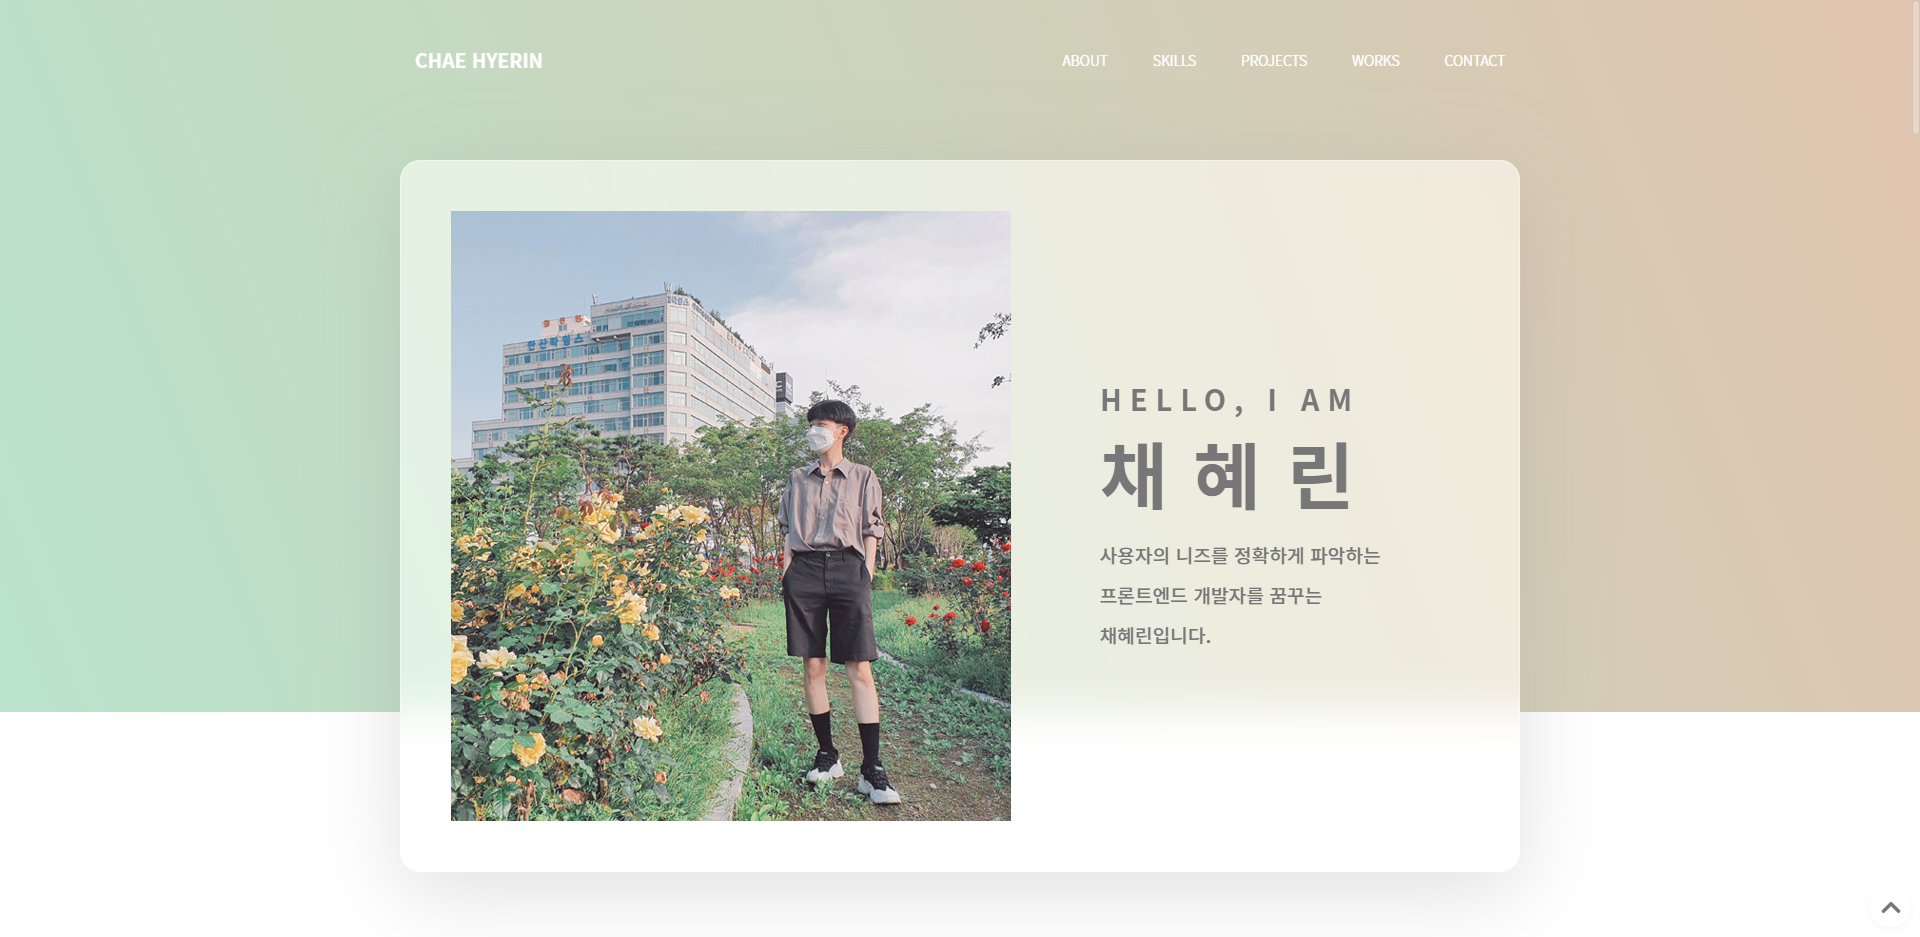 CHAE HYERIN
ABOUT SKILLS PROJECTS WORKS CONTACT
HELLO, I AM
채혜린
사용자의 니즈를 정확하게 파악하는
프론트엔드 개발자를 꿈꾸는
채혜린입니다.